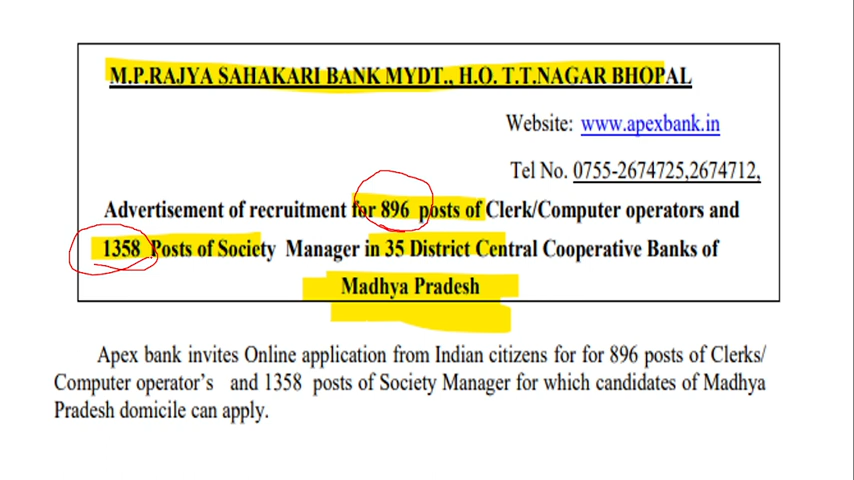 M.P.RAJYA SAHAKARI BANK MYDT., H.O. T.T.NAGAR BHOPAL
Website: www.apexbank.in
Tel No. 0755-2674725,2674712,
Advertisement of recruitment for 896 posts of Clerk/Computer operators and
1358 Posts of Society Manager in 35 District Central Cooperative Banks of
Madhya Pradesh
Apex bank invites Online application from Indian citizens for for 896 posts of Clerks/
Computer operator's and 1358 posts of Society Manager for which candidates of Madhya
Pradesh domicile can apply.